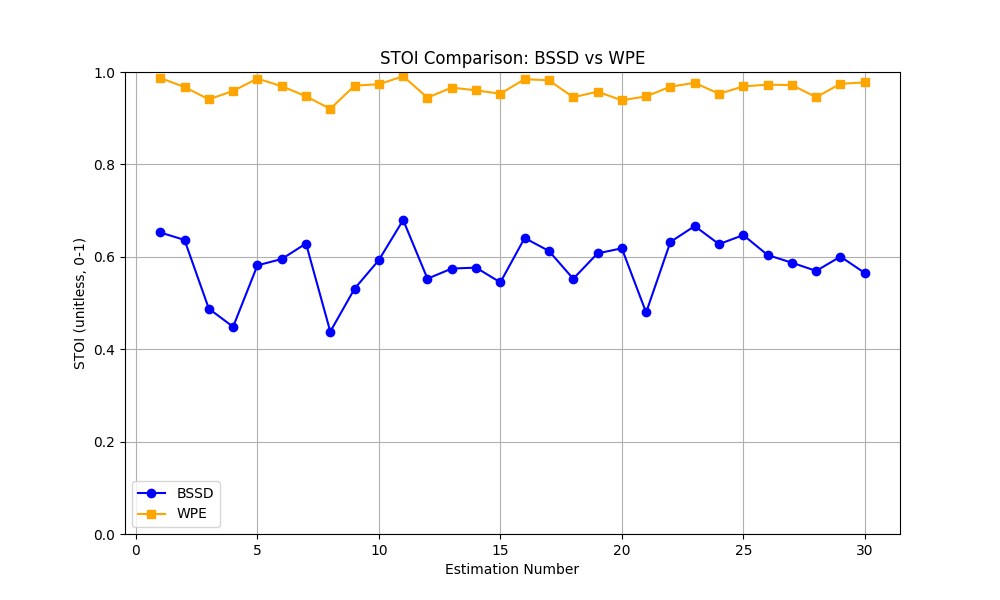 STOI Comparison: BSSD vs WPE
1.0
0.8
0.6
0.4
0.2
0.0
STOI (unitless, 0-1)
BSSD
WPE
0 5 10 15 20 25 30
Estimation Number